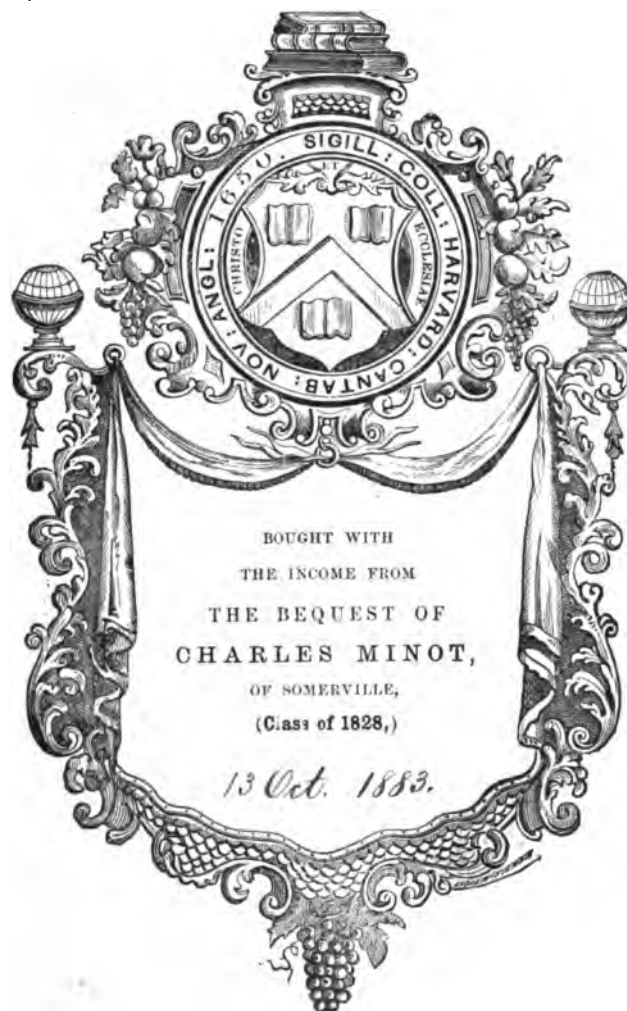 SIGILL: COLL: HARVARD: CANTAB: NOV: ANGL: 1650.
ET
CHRISTO
ECCLESIAE
BOUGHT WITH
THE INCOME FROM
THE BEQUEST OF
CHARLES MINOT,
OF SOMERVILLE,
(Class of 1828,)
13 Oct. 1883.